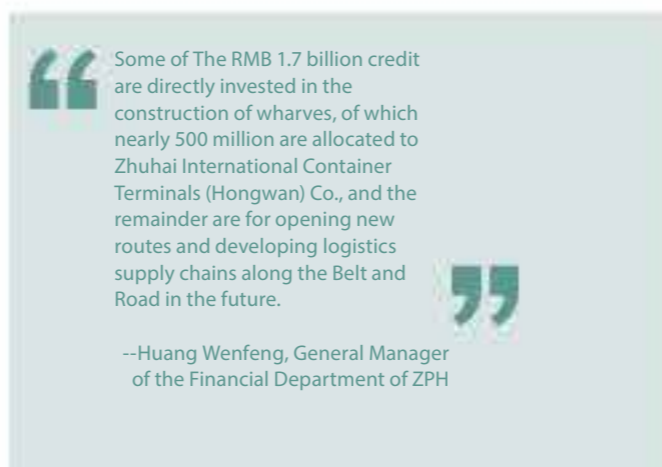 Some of The RMB 1.7 billion credit
are directly invested in the
construction of wharves, of which
nearly 500 million are allocated to
Zhuhai International Container
Terminals (Hongwan) Co., and the
remainder are for opening new
routes and developing logistics
supply chains along the Belt and
Road in the future.
--Huang Wenfeng, General Manager
of the Financial Department of ZPH